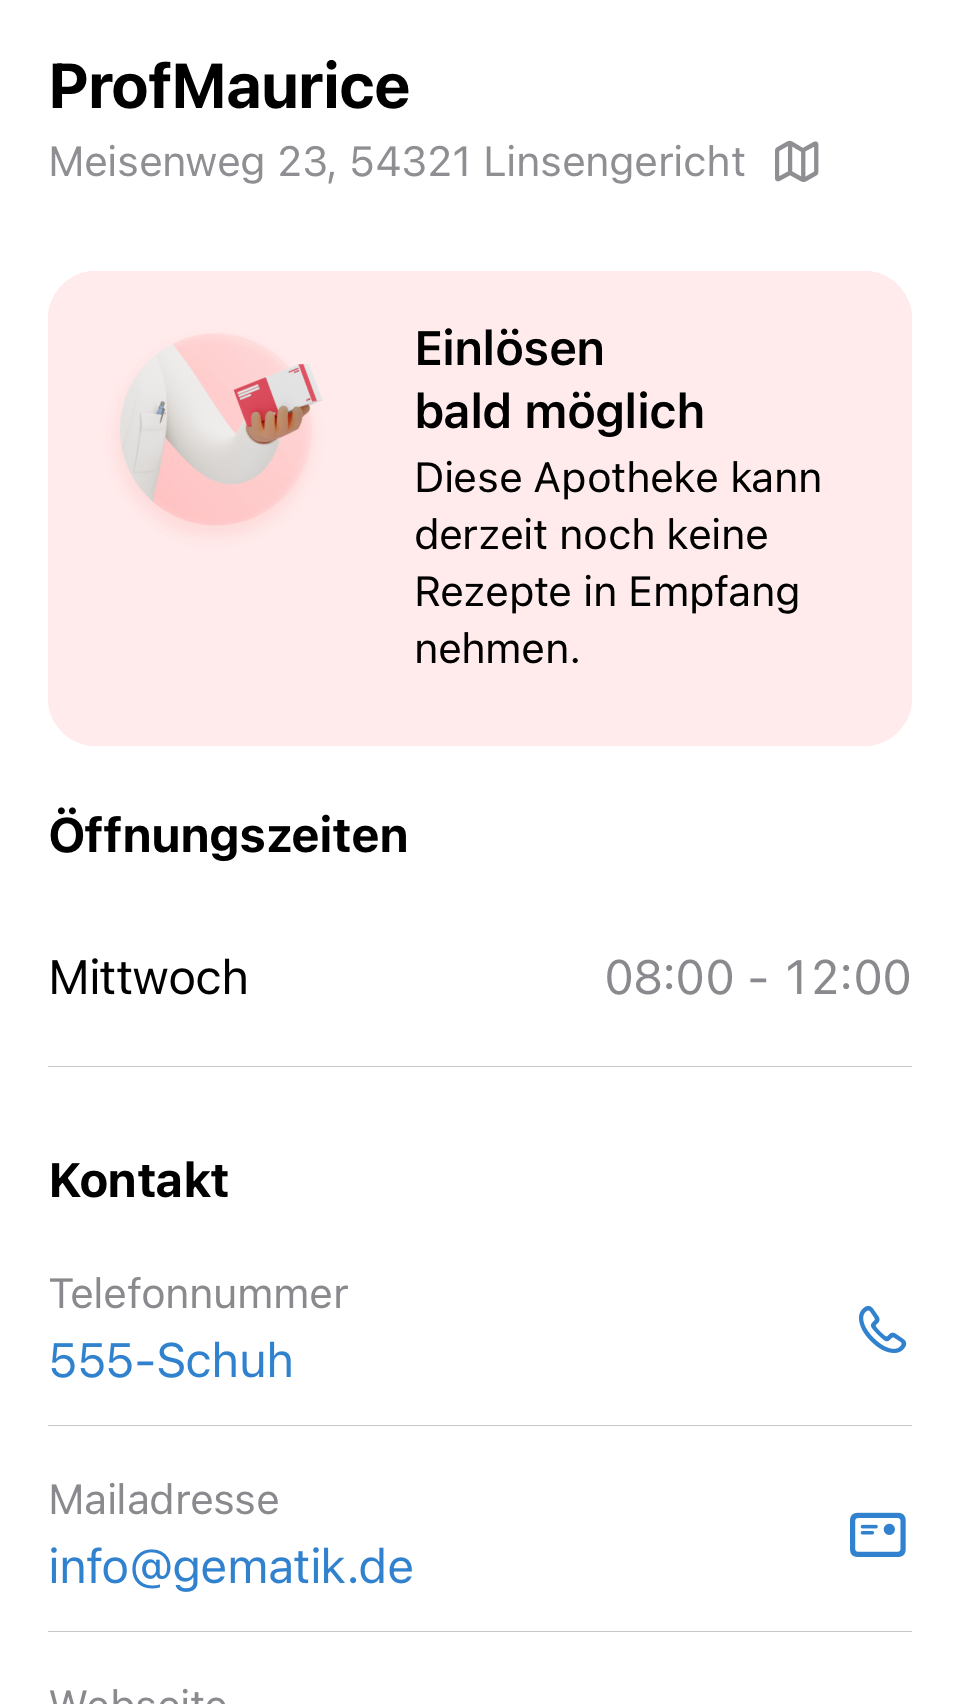 ProfMaurice
Meisenweg 23, 54321 Linsengericht
Einlösen
bald möglich
Diese Apotheke kann
derzeit noch keine
Rezepte in Empfang
nehmen.
Öffnungszeiten
Mittwoch 08:00 - 12:00
Kontakt
Telefonnummer
555-Schuh
Mailadresse
info@gematik.de
Webseite